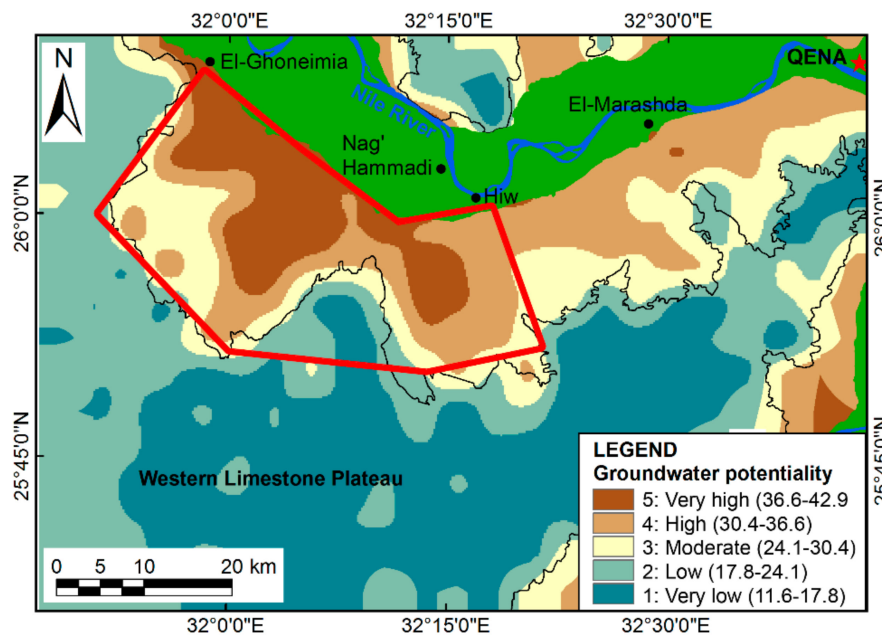 32°0'0"E
32°15'0"E
32°30'0"E
N
El-Ghoneimia
QENA
Nile River
El-Marashda
Nag'
Hammadi
Hiw
26°0'0"N
26°0'0"N
25°45'0"N
25°45'0"N
Western Limestone Plateau
LEGEND
Groundwater potentiality
5: Very high (36.6-42.9
4: High (30.4-36.6)
3: Moderate (24.1-30.4)
2: Low (17.8-24.1)
1: Very low (11.6-17.8)
0 5 10 20 km
32°0'0"E
32°15'0"E
32°30'0"E